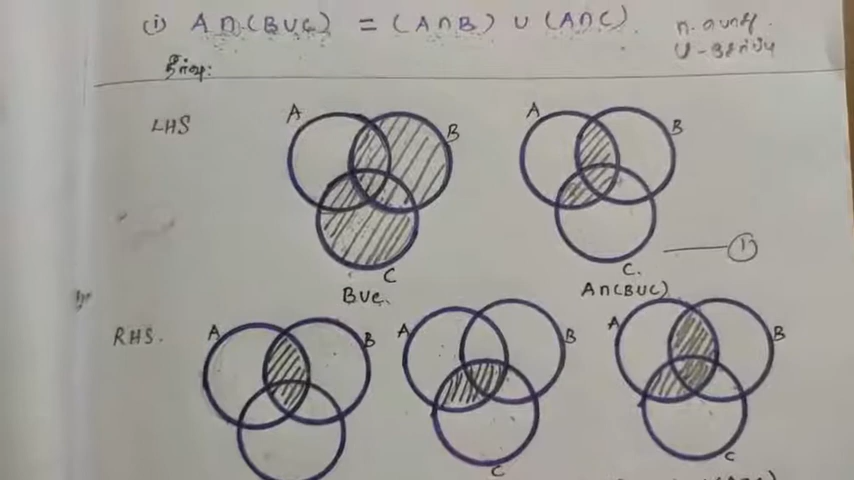 (i) A∩(B∪C) = (A∩B) ∪ (A∩C).
∩. வெட்டு
∪ - சேர்ப்பு
தீர்வு:
LHS
A B A B
C C.
B∪C. A∩(B∪C) ①
RHS.
A B A B A B
C C